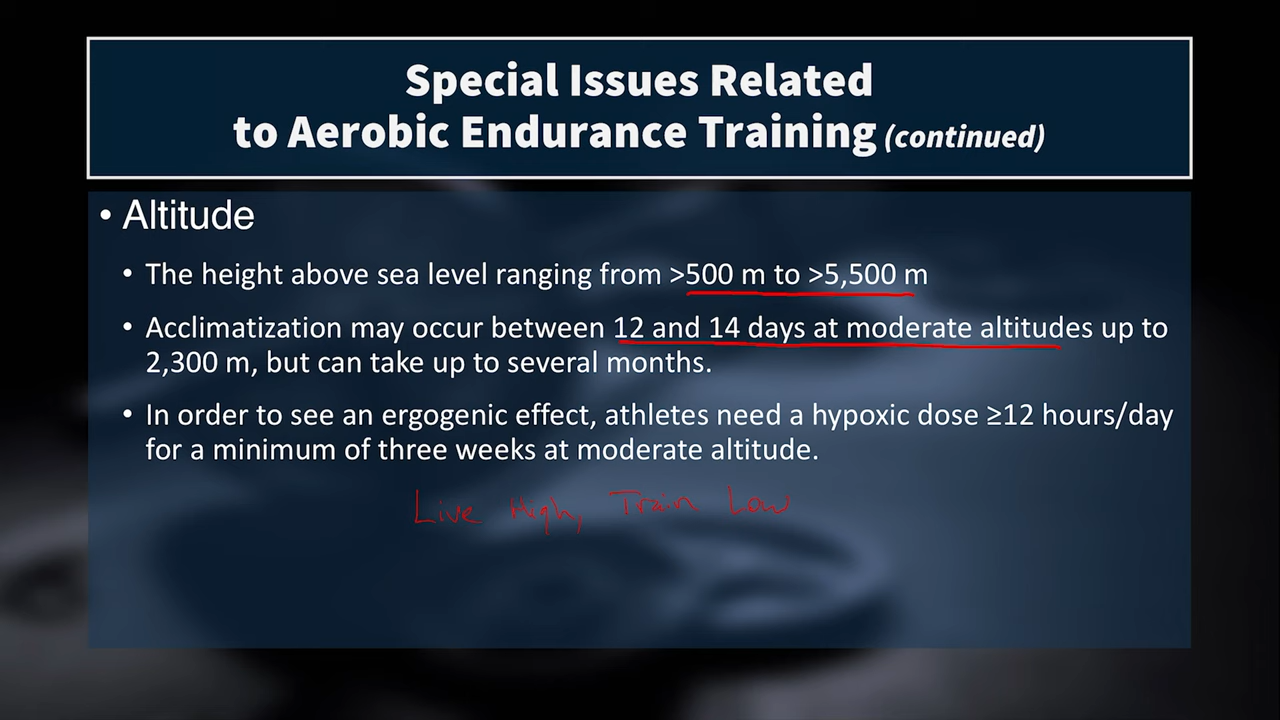 Special Issues Related
to Aerobic Endurance Training (continued)
• Altitude
• The height above sea level ranging from >500 m to >5,500 m
• Acclimatization may occur between 12 and 14 days at moderate altitudes up to
2,300 m, but can take up to several months.
• In order to see an ergogenic effect, athletes need a hypoxic dose ≥12 hours/day
for a minimum of three weeks at moderate altitude.
Live High, Train Low